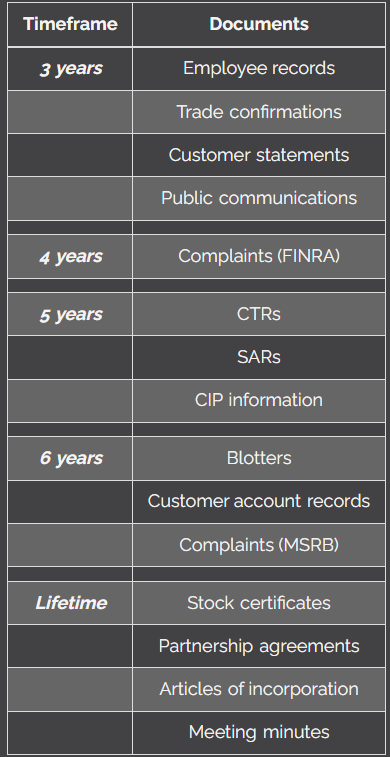 Timeframe Documents
3 years Employee records
Trade confirmations
Customer statements
Public communications
4 years Complaints (FINRA)
5 years CTRs
SARs
CIP information
6 years Blotters
Customer account records
Complaints (MSRB)
Lifetime Stock certificates
Partnership agreements
Articles of incorporation
Meeting minutes